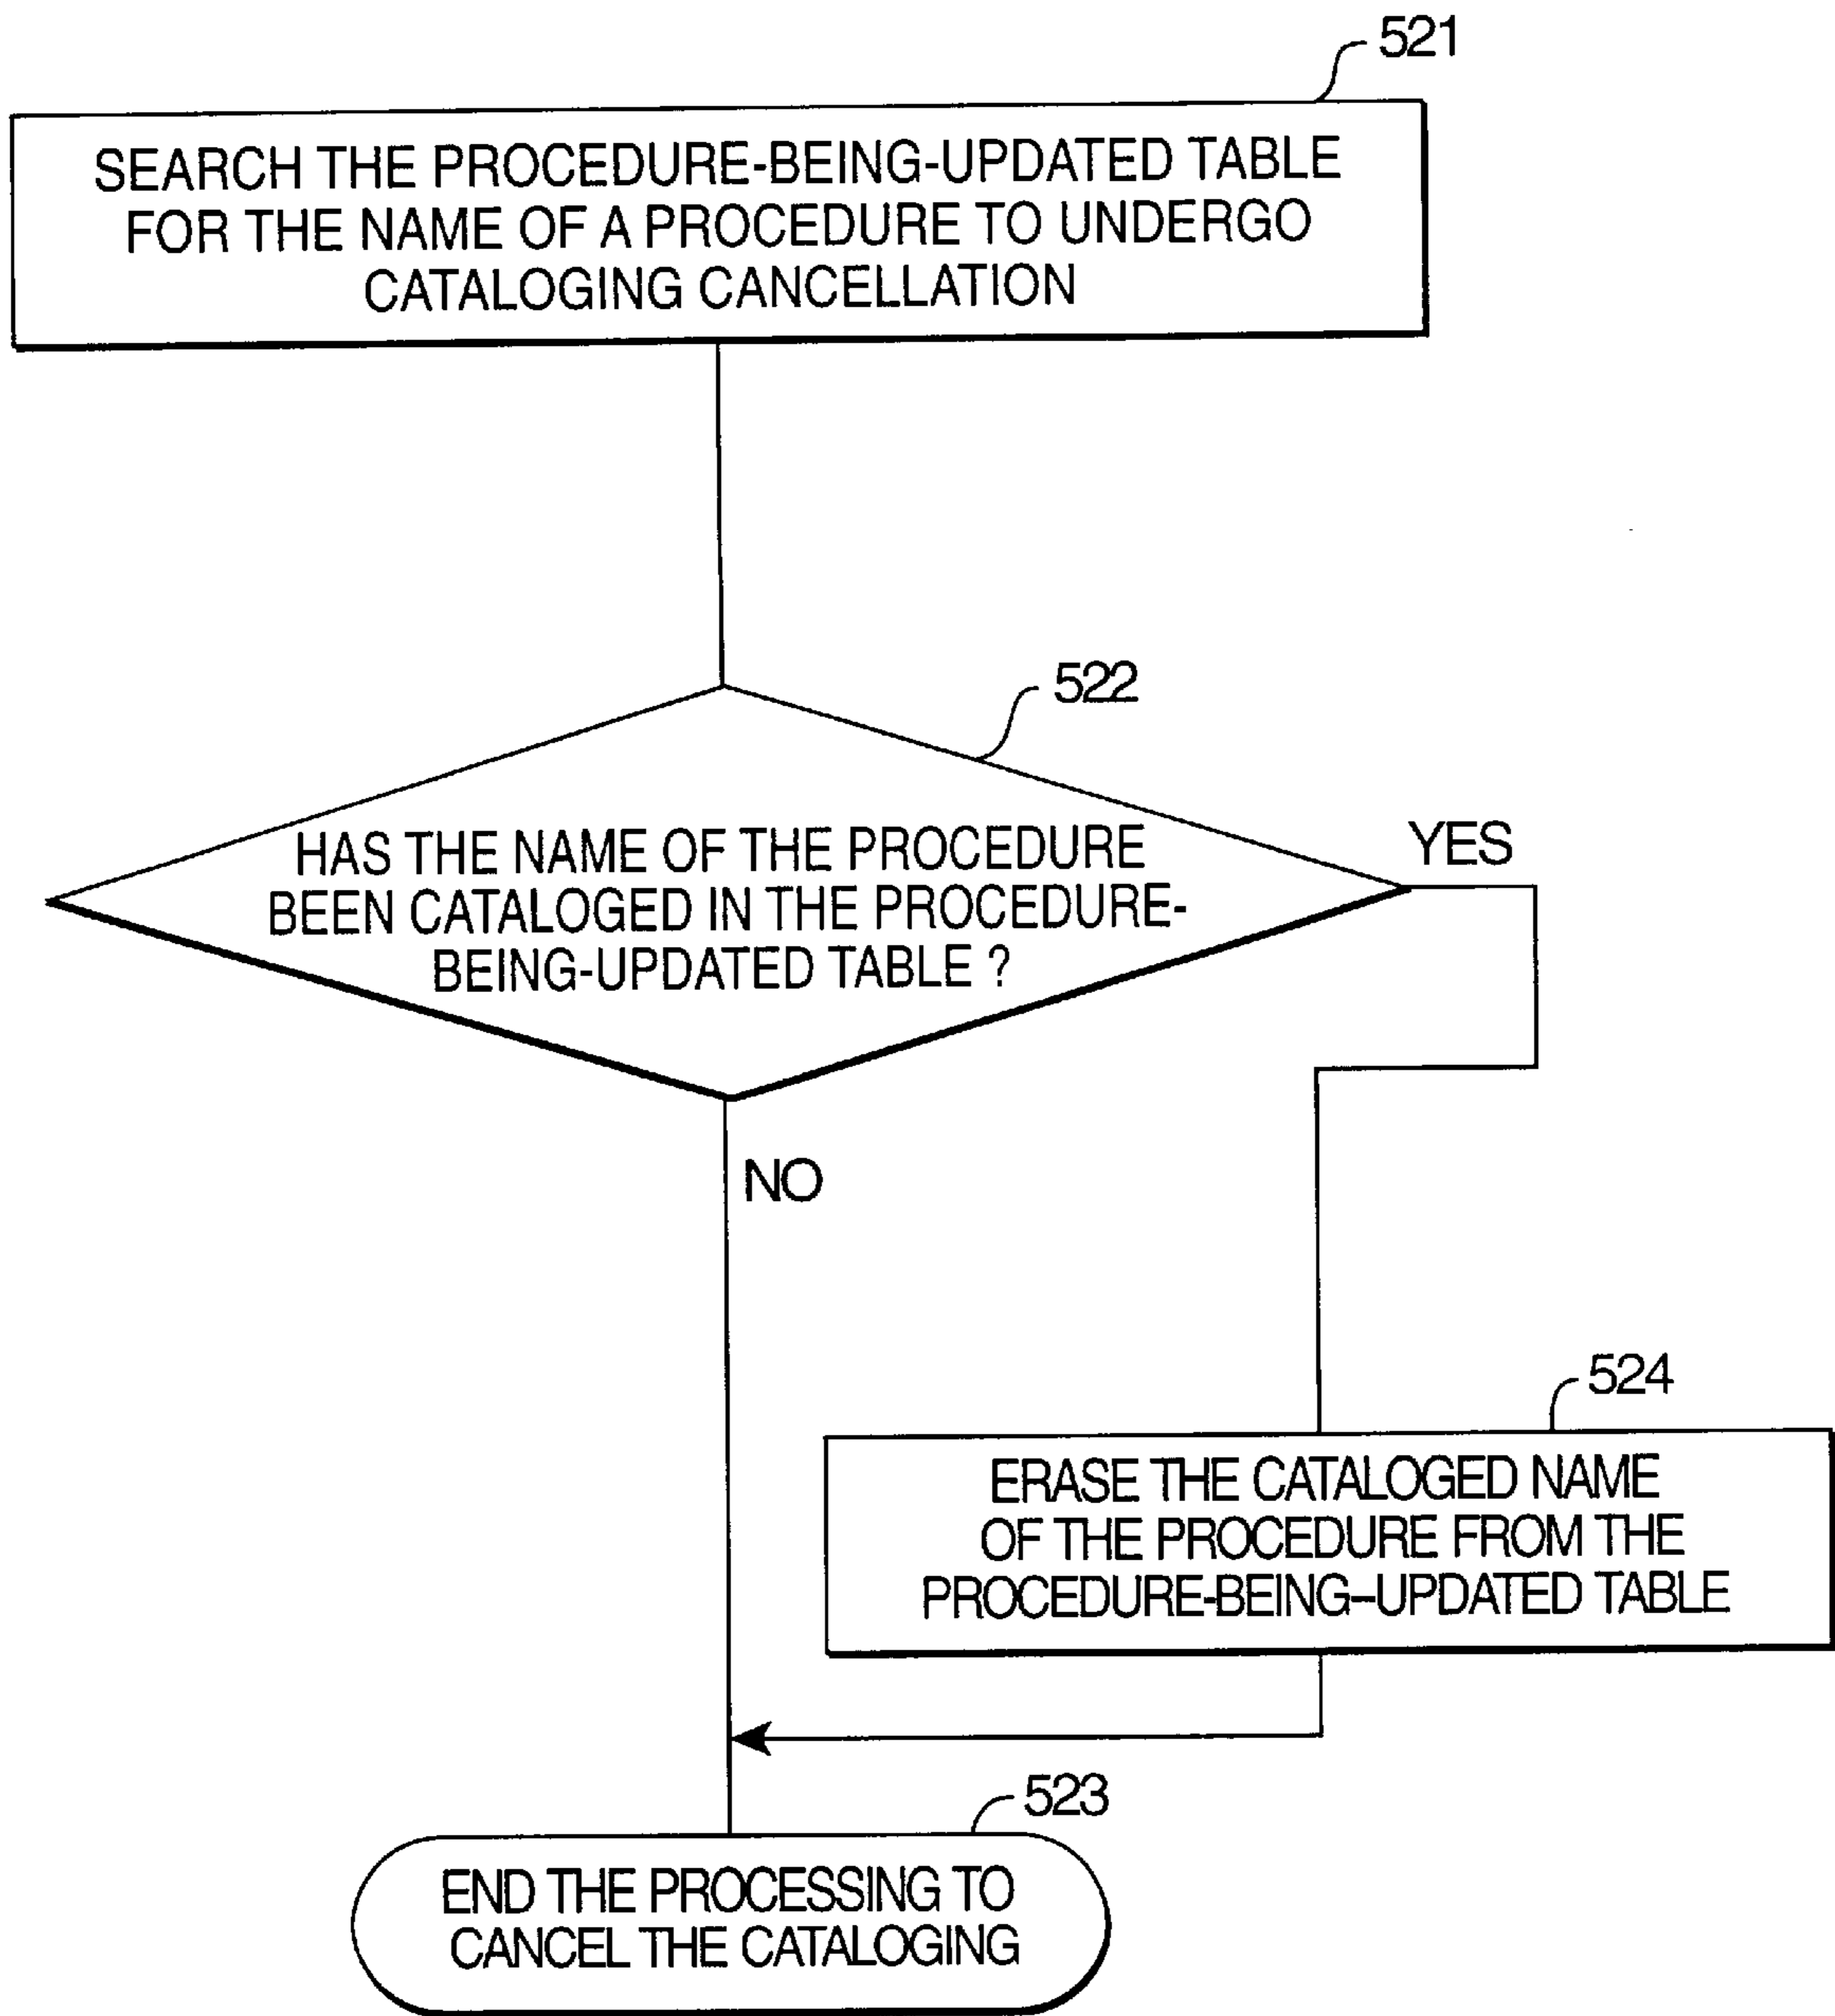 521
SEARCH THE PROCEDURE-BEING-UPDATED TABLE
FOR THE NAME OF A PROCEDURE TO UNDERGO
CATALOGING CANCELLATION
522
HAS THE NAME OF THE PROCEDURE
BEEN CATALOGED IN THE PROCEDURE-
BEING-UPDATED TABLE ?
YES
NO
524
ERASE THE CATALOGED NAME
OF THE PROCEDURE FROM THE
PROCEDURE-BEING-UPDATED TABLE
523
END THE PROCESSING TO
CANCEL THE CATALOGING